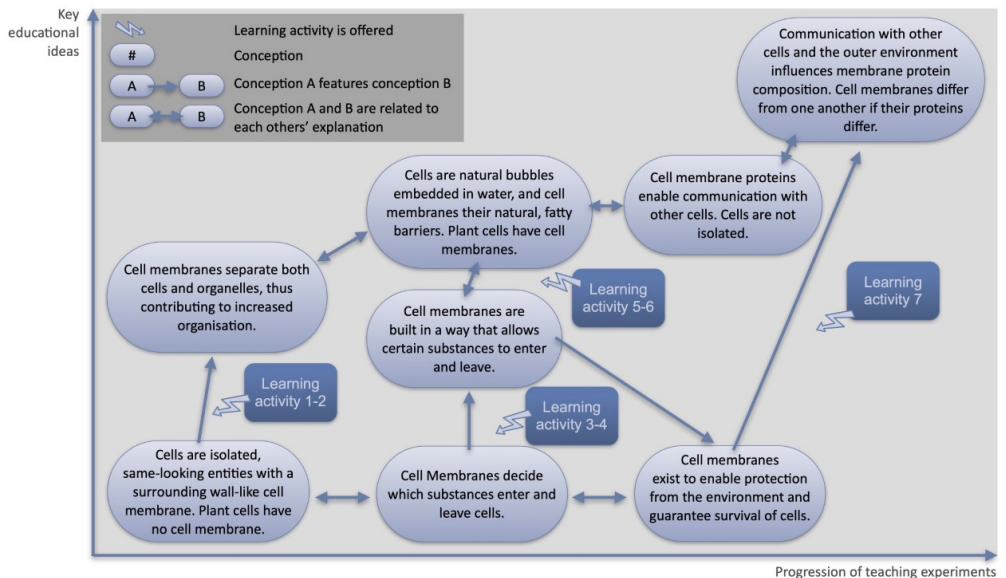 Key
educational
ideas
Learning activity is offered
#
Conception
A
B
Conception A features conception B
A
B
Conception A and B are related to
each others' explanation
Communication with other
cells and the outer environment
influences membrane protein
composition. Cell membranes differ
from one another if their proteins
differ.
Cells are natural bubbles
embedded in water, and cell
membranes their natural, fatty
barriers. Plant cells have cell
membranes.
Cell membrane proteins
enable communication with
other cells. Cells are not
isolated.
Cell membranes separate both
cells and organelles, thus
contributing to increased
organisation.
Learning
activity 5-6
Learning
activity 7
Cell membranes are
built in a way that allows
certain substances to enter
and leave.
Learning
activity 1-2
Learning
activity 3-4
Cells are isolated,
same-looking entities with a
surrounding wall-like cell
membrane. Plant cells have
no cell membrane.
Cell Membranes decide
which substances enter and
leave cells.
Cell membranes
exist to enable protection
from the environment and
guarantee survival of cells.
Progression of teaching experiments